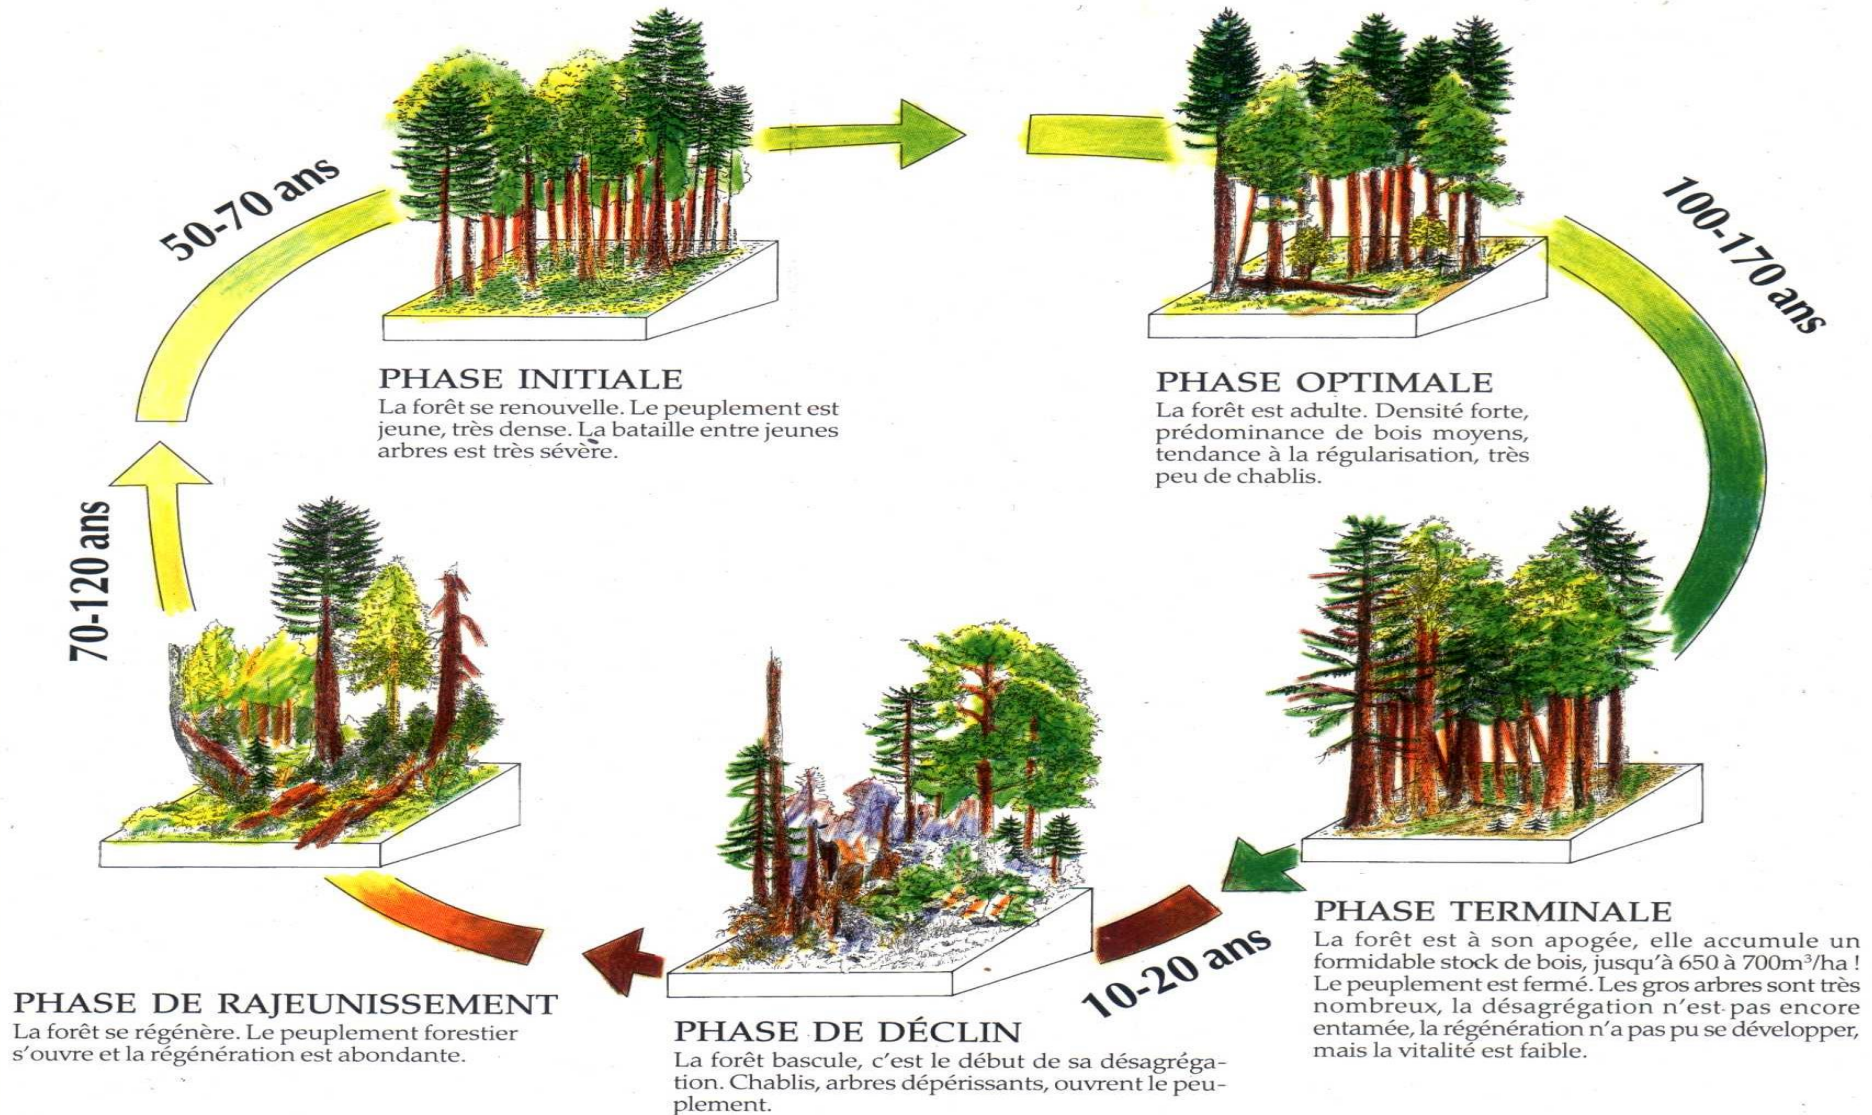 50-70 ans
PHASE INITIALE
La forêt se renouvelle. Le peuplement est
jeune, très dense. La bataille entre jeunes
arbres est très sévère.
PHASE OPTIMALE
La forêt est adulte. Densité forte,
prédominance de bois moyens,
tendance à la régularisation, très
peu de chablis.
100-170 ans
70-120 ans
PHASE TERMINALE
La forêt est à son apogée, elle accumule un
formidable stock de bois, jusqu'à 650 à 700m³/ha !
Le peuplement est fermé. Les gros arbres sont très
nombreux, la désagrégation n'est pas encore
entamée, la régénération n'a pas pu se développer,
mais la vitalité est faible.
10-20 ans
PHASE DE DÉCLIN
La forêt bascule, c'est le début de sa désagréga-
tion. Chablis, arbres dépérissants, ouvrent le peu-
plement.
PHASE DE RAJEUNISSEMENT
La forêt se régénère. Le peuplement forestier
s'ouvre et la régénération est abondante.